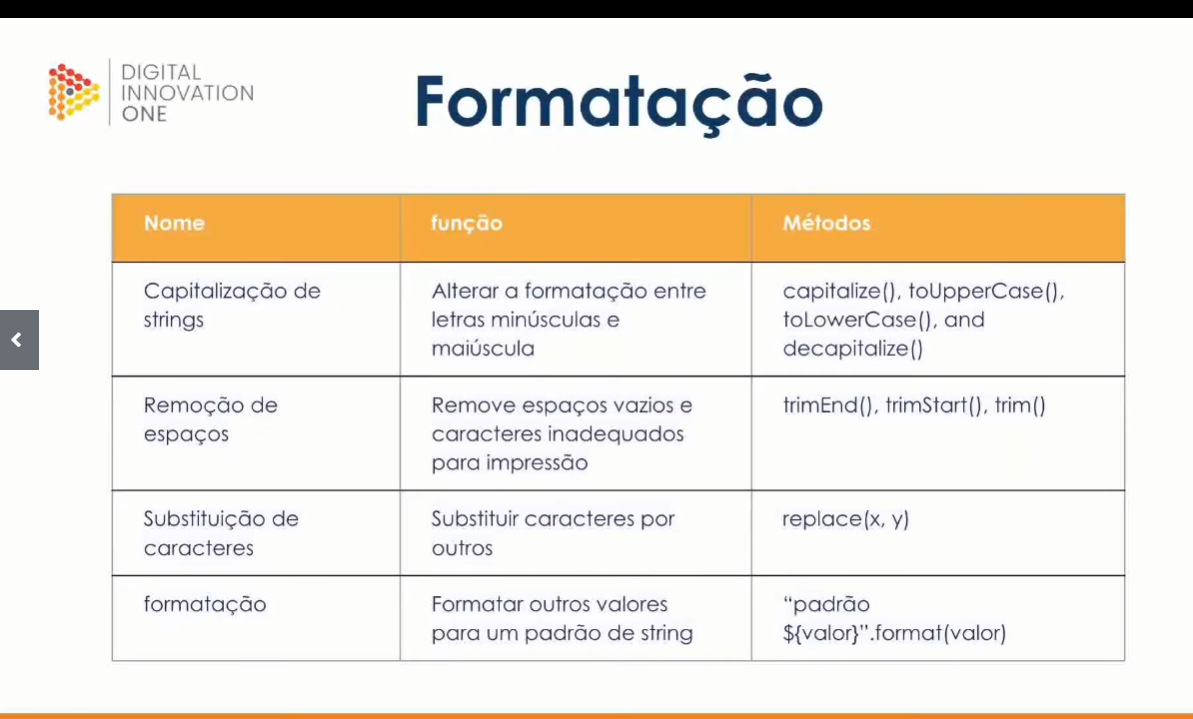 DIGITAL
INNOVATION
ONE
Formatação
Nome
função
Métodos
Capitalização de
strings
Alterar a formatação entre
letras minúsculas e
maiúscula
capitalize(), toUpperCase(),
toLowerCase(), and
decapitalize()
Remoção de
espaços
Remove espaços vazios e
caracteres inadequados
para impressão
trimEnd(), trimStart(), trim()
Substituição de
caracteres
Substituir caracteres por
outros
replace(x, y)
formatação
Formatar outros valores
para um padrão de string
“padrão
${valor}”.format(valor)